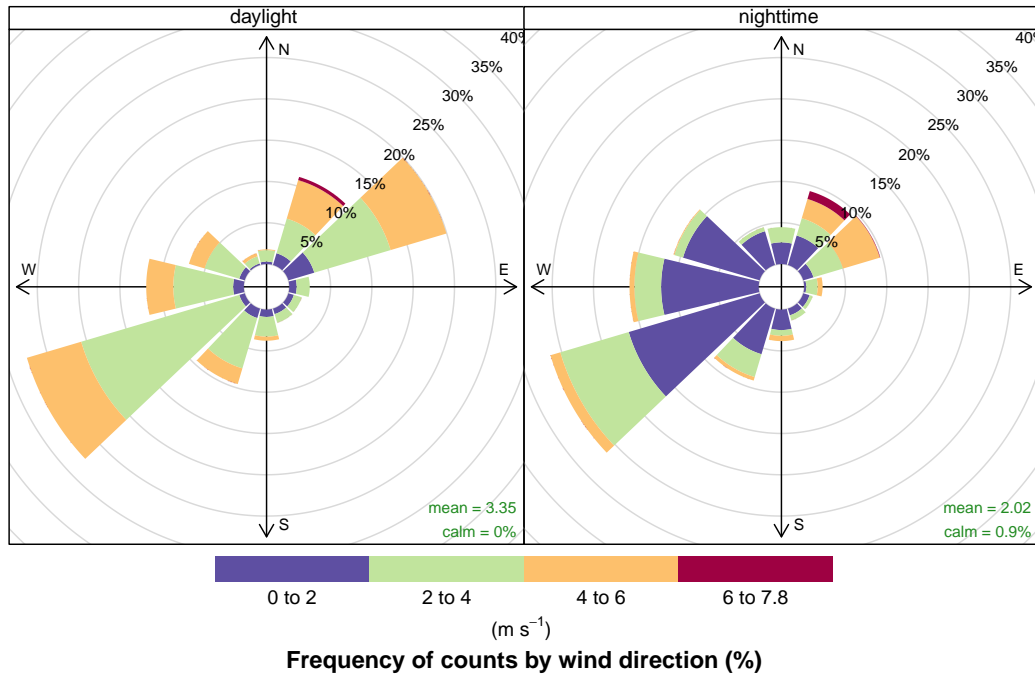 daylight
nighttime
N
E
S
W
5%
10%
15%
20%
25%
30%
35%
40%
mean = 3.35
calm = 0%
N
E
S
W
5%
10%
15%
20%
25%
30%
35%
40
mean = 2.02
calm = 0.9%
0 to 2
2 to 4
4 to 6
6 to 7.8
(m s⁻¹)
Frequency of counts by wind direction (%)